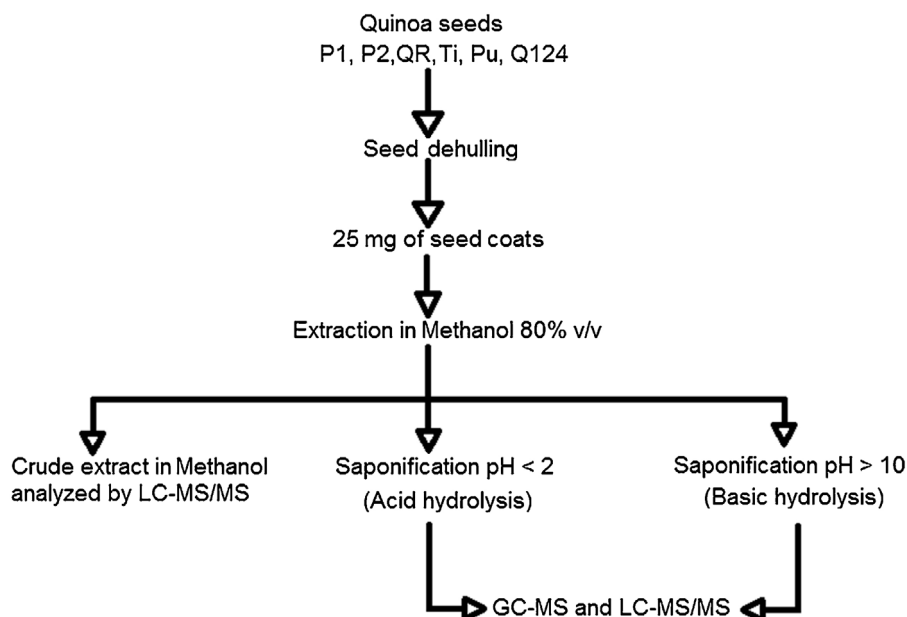 Quinoa seeds
P1, P2,QR,Ti, Pu, Q124
Seed dehulling
25 mg of seed coats
Extraction in Methanol 80% v/v
Crude extract in Methanol
analyzed by LC-MS/MS
Saponification pH < 2
(Acid hydrolysis)
Saponification pH > 10
(Basic hydrolysis)
GC-MS and LC-MS/MS